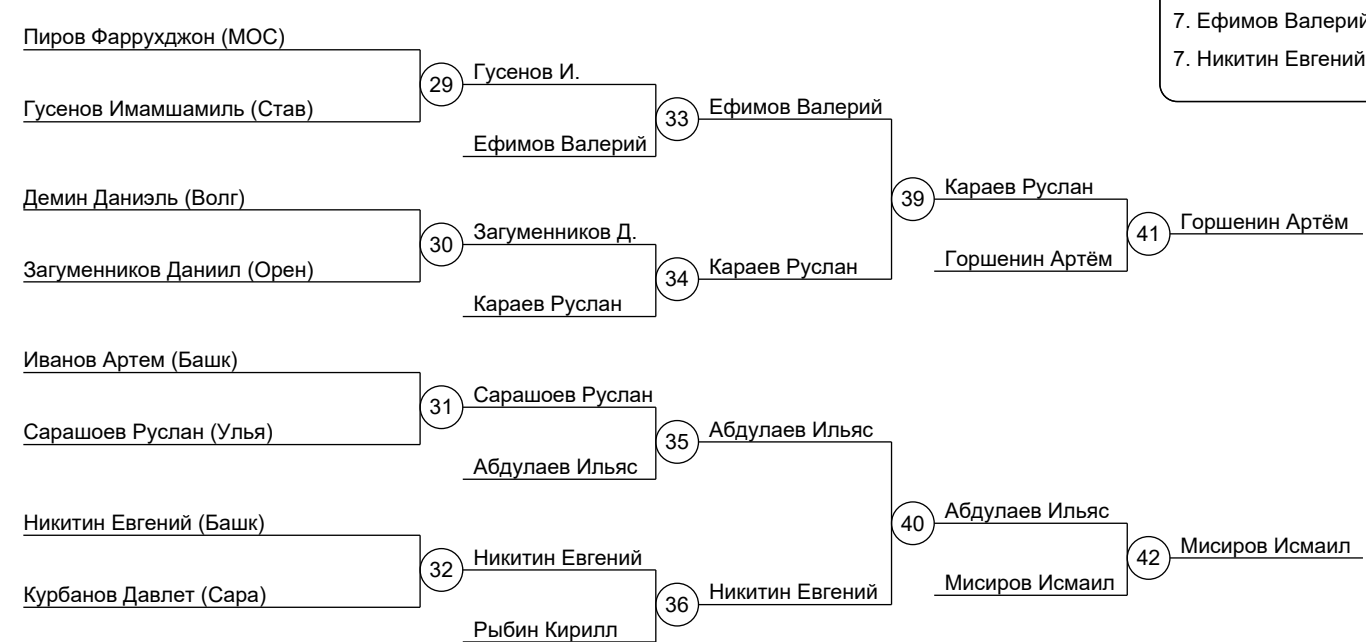 7. Ефимов Валерий
7. Никитин Евгений
Пиров Фаррухджон (МОС)
Гусенов Имамшамиль (Став)
29
Гусенов И.
Ефимов Валерий
33
Ефимов Валерий
Демин Даниэль (Волг)
Загуменников Даниил (Орен)
30
Загуменников Д.
Караев Руслан
34
Караев Руслан
39
Караев Руслан
Горшенин Артём
41
Горшенин Артём
Иванов Артем (Башк)
Сарашоев Руслан (Улья)
31
Сарашоев Руслан
Абдулаев Ильяс
35
Абдулаев Ильяс
Никитин Евгений (Башк)
Курбанов Давлет (Сара)
32
Никитин Евгений
Рыбин Кирилл
36
Никитин Евгений
40
Абдулаев Ильяс
Мисиров Исмаил
42
Мисиров Исмаил